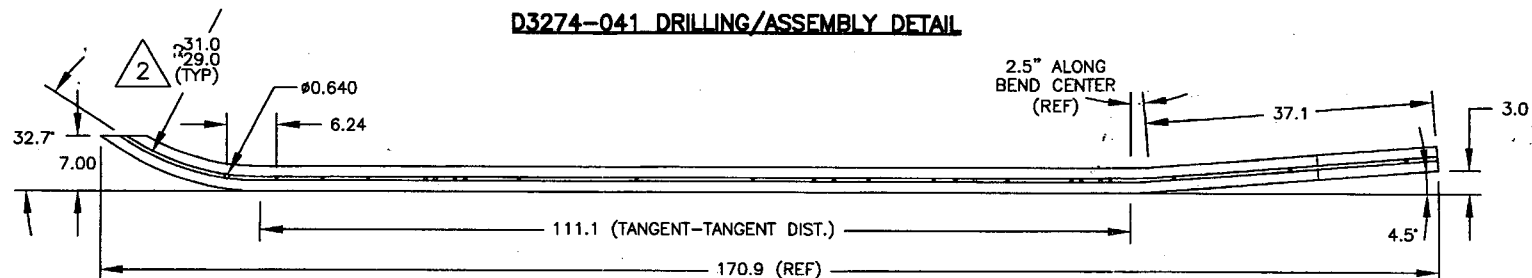 D3274-041 DRILLING/ASSEMBLY DETAIL
2
31.0
29.0
(TYP)
ø0.640
6.24
2.5" ALONG
BEND CENTER
(REF)
37.1
3.0
32.7°
7.00
111.1 (TANGENT-TANGENT DIST.)
4.5°
170.9 (REF)